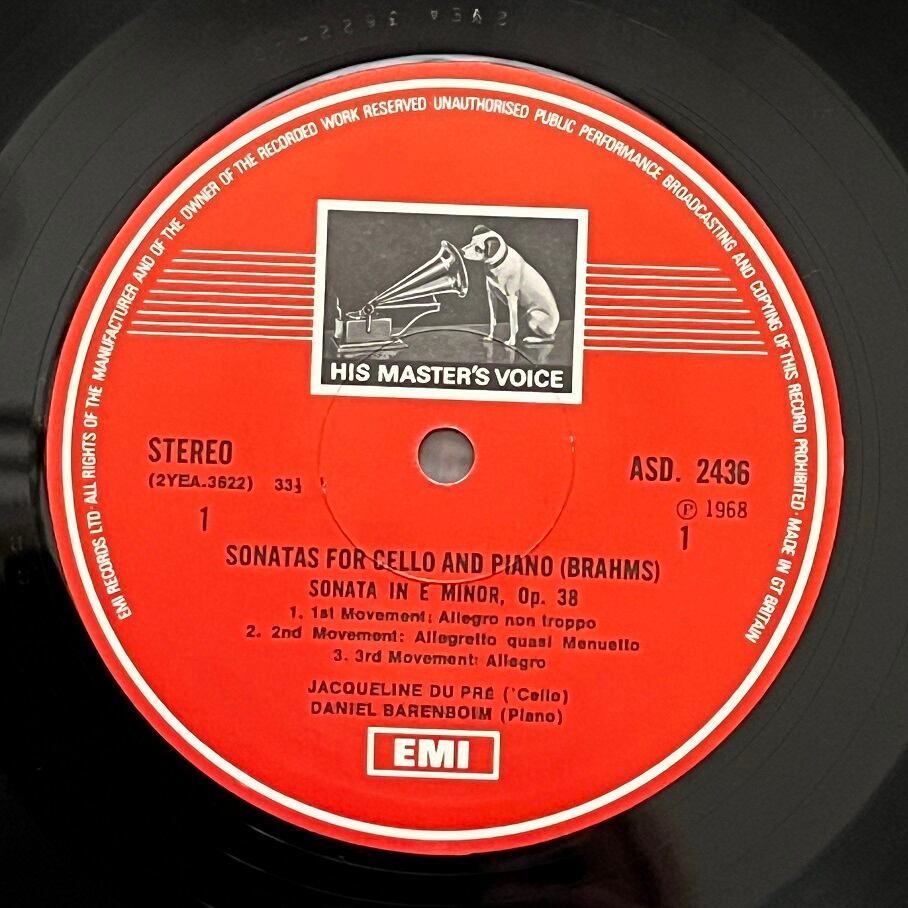 2YEA 3622
EMI RECORDS LTD · ALL RIGHTS OF THE MANUFACTURER AND OF THE OWNER OF THE RECORDED WORK RESERVED · UNAUTHORISED PUBLIC PERFORMANCE BROADCASTING AND COPYING OF THIS RECORD PROHIBITED · MADE IN GT BRITAIN
HIS MASTER'S VOICE
STEREO
(2YEA.3622) 33⅓
ASD. 2436
℗ 1968
1
1
SONATAS FOR CELLO AND PIANO (BRAHMS)
SONATA IN E MINOR, Op. 38
1. 1st Movement: Allegro non troppo
2. 2nd Movement: Allegretto quasi Menuetto
3. 3rd Movement: Allegro
JACQUELINE DU PRÉ ('Cello)
DANIEL BARENBOIM (Piano)
EMI